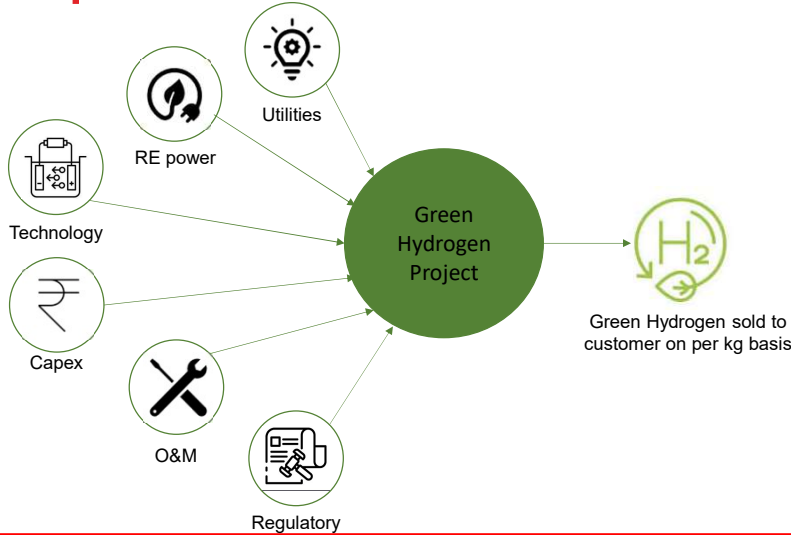 Utilities
RE power
Technology
Capex
O&M
Regulatory
Green
Hydrogen
Project
H2
Green Hydrogen sold to
customer on per kg basis